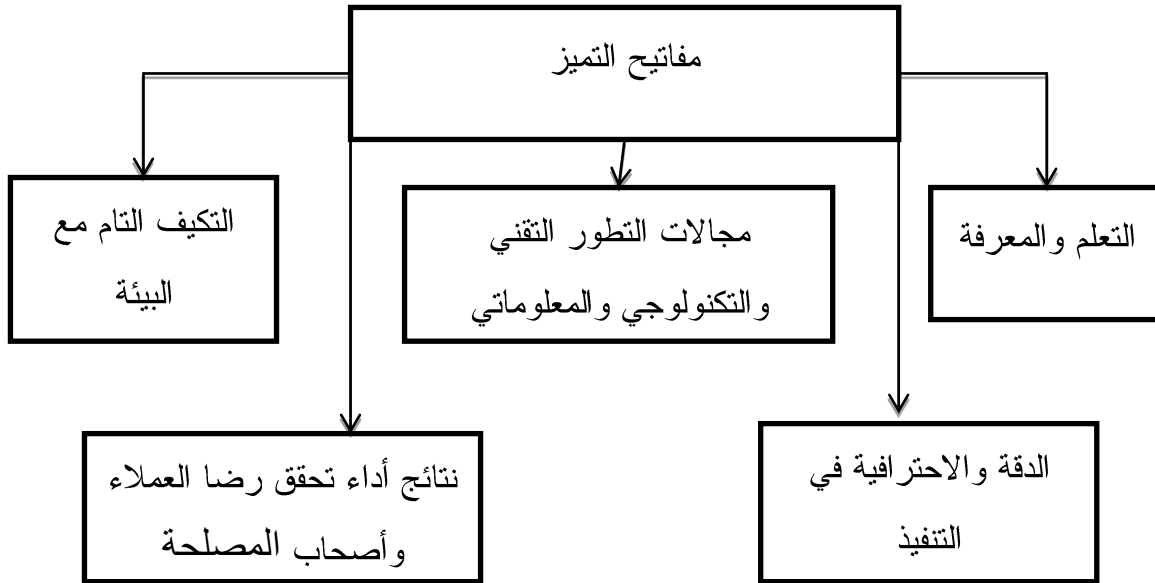 مفاتيح التميز
التعلم والمعرفة
مجالات التطور التقني
والتكنولوجي والمعلوماتي
التكيف التام مع
البيئة
الدقة والاحترافية في
التنفيذ
نتائج أداء تحقق رضا العملاء
وأصحاب المصلحة